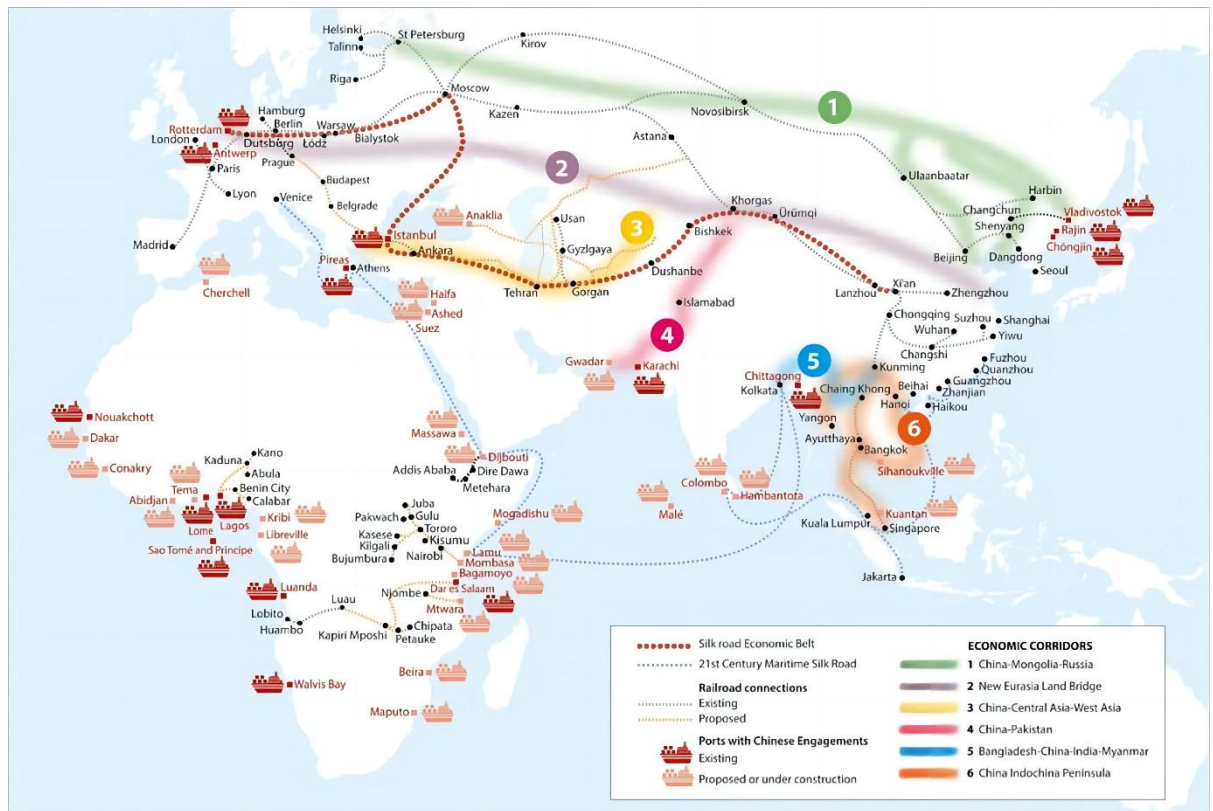 Helsinki
St Petersburg
Talinn
Kirov
Riga
Moscow
Kazen
Novosibirsk
1
Hamburg
Rotterdam
Berlin
Warsaw
London
Dutsburg
Łódź
Bialystok
Astana
Antwerp
Prague
2
Ulaanbaatar
Paris
Budapest
Harbin
Lyon
Venice
Khorgas
Ürümqi
Changchun
Vladivostok
Belgrade
Anaklia
Usan
3
Bishkek
Shenyang
Rajin
Istanbul
Chongjin
Madrid
Ankara
Gyzlgaya
Beijing
Dangdong
Pireas
Athens
Dushanbe
Seoul
Cherchell
Tehran
Gorgan
Lanzhou
Xi'an
Zhengzhou
Haifa
Islamabad
Ashed
Chongqing
Suzhou
Shanghai
Suez
Wuhan
Yiwu
4
Changshi
Gwadar
Karachi
5
Fuzhou
Kunming
Quanzhou
Chittagong
Kolkata
Chaing Khong
Beihai
Guangzhou
Zhanjian
Hanoi
Haikou
Nouakchott
Yangon
6
Dakar
Massawa
Ayutthaya
Bangkok
Conakry
Kano
Kaduna
Abula
Dijbouti
Addis Ababa
Dire Dawa
Metehara
Sihanoukville
Tema
Benin City
Calabar
Colombo
Hambantota
Abidjan
Lagos
Kribi
Juba
Malé
Lome
Pakwach
Gulu
Mogadishu
Kuantan
Libreville
Kasese
Tororo
Kuala Lumpur
Singapore
Sao Tomé and Principe
Kilgali
Kisumu
Bujumbura
Nairobi
Lamu
Mombasa
Jakarta
Luanda
Bagamoyo
Luau
Njombe
Dar es Salaam
Lobito
Mtwara
Huambo
Chipata
Kapiri Mposhi
Petauke
Beira
Walvis Bay
Maputo
Silk road Economic Belt
21st Century Maritime Silk Road
Railroad connections
Existing
Proposed
Ports with Chinese Engagements
Existing
Proposed or under construction
ECONOMIC CORRIDORS
1 China-Mongolia-Russia
2 New Eurasia Land Bridge
3 China-Central Asia-West Asia
4 China-Pakistan
5 Bangladesh-China-India-Myanmar
6 China Indochina Peninsula